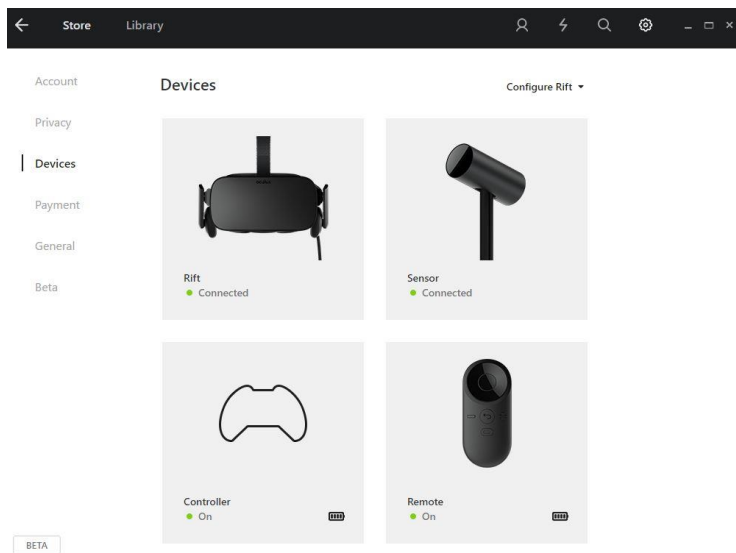 Store Library
Account
Privacy
Devices
Payment
General
Beta
Devices
Configure Rift
Rift
Connected
Sensor
Connected
Controller
On
Remote
On
BETA